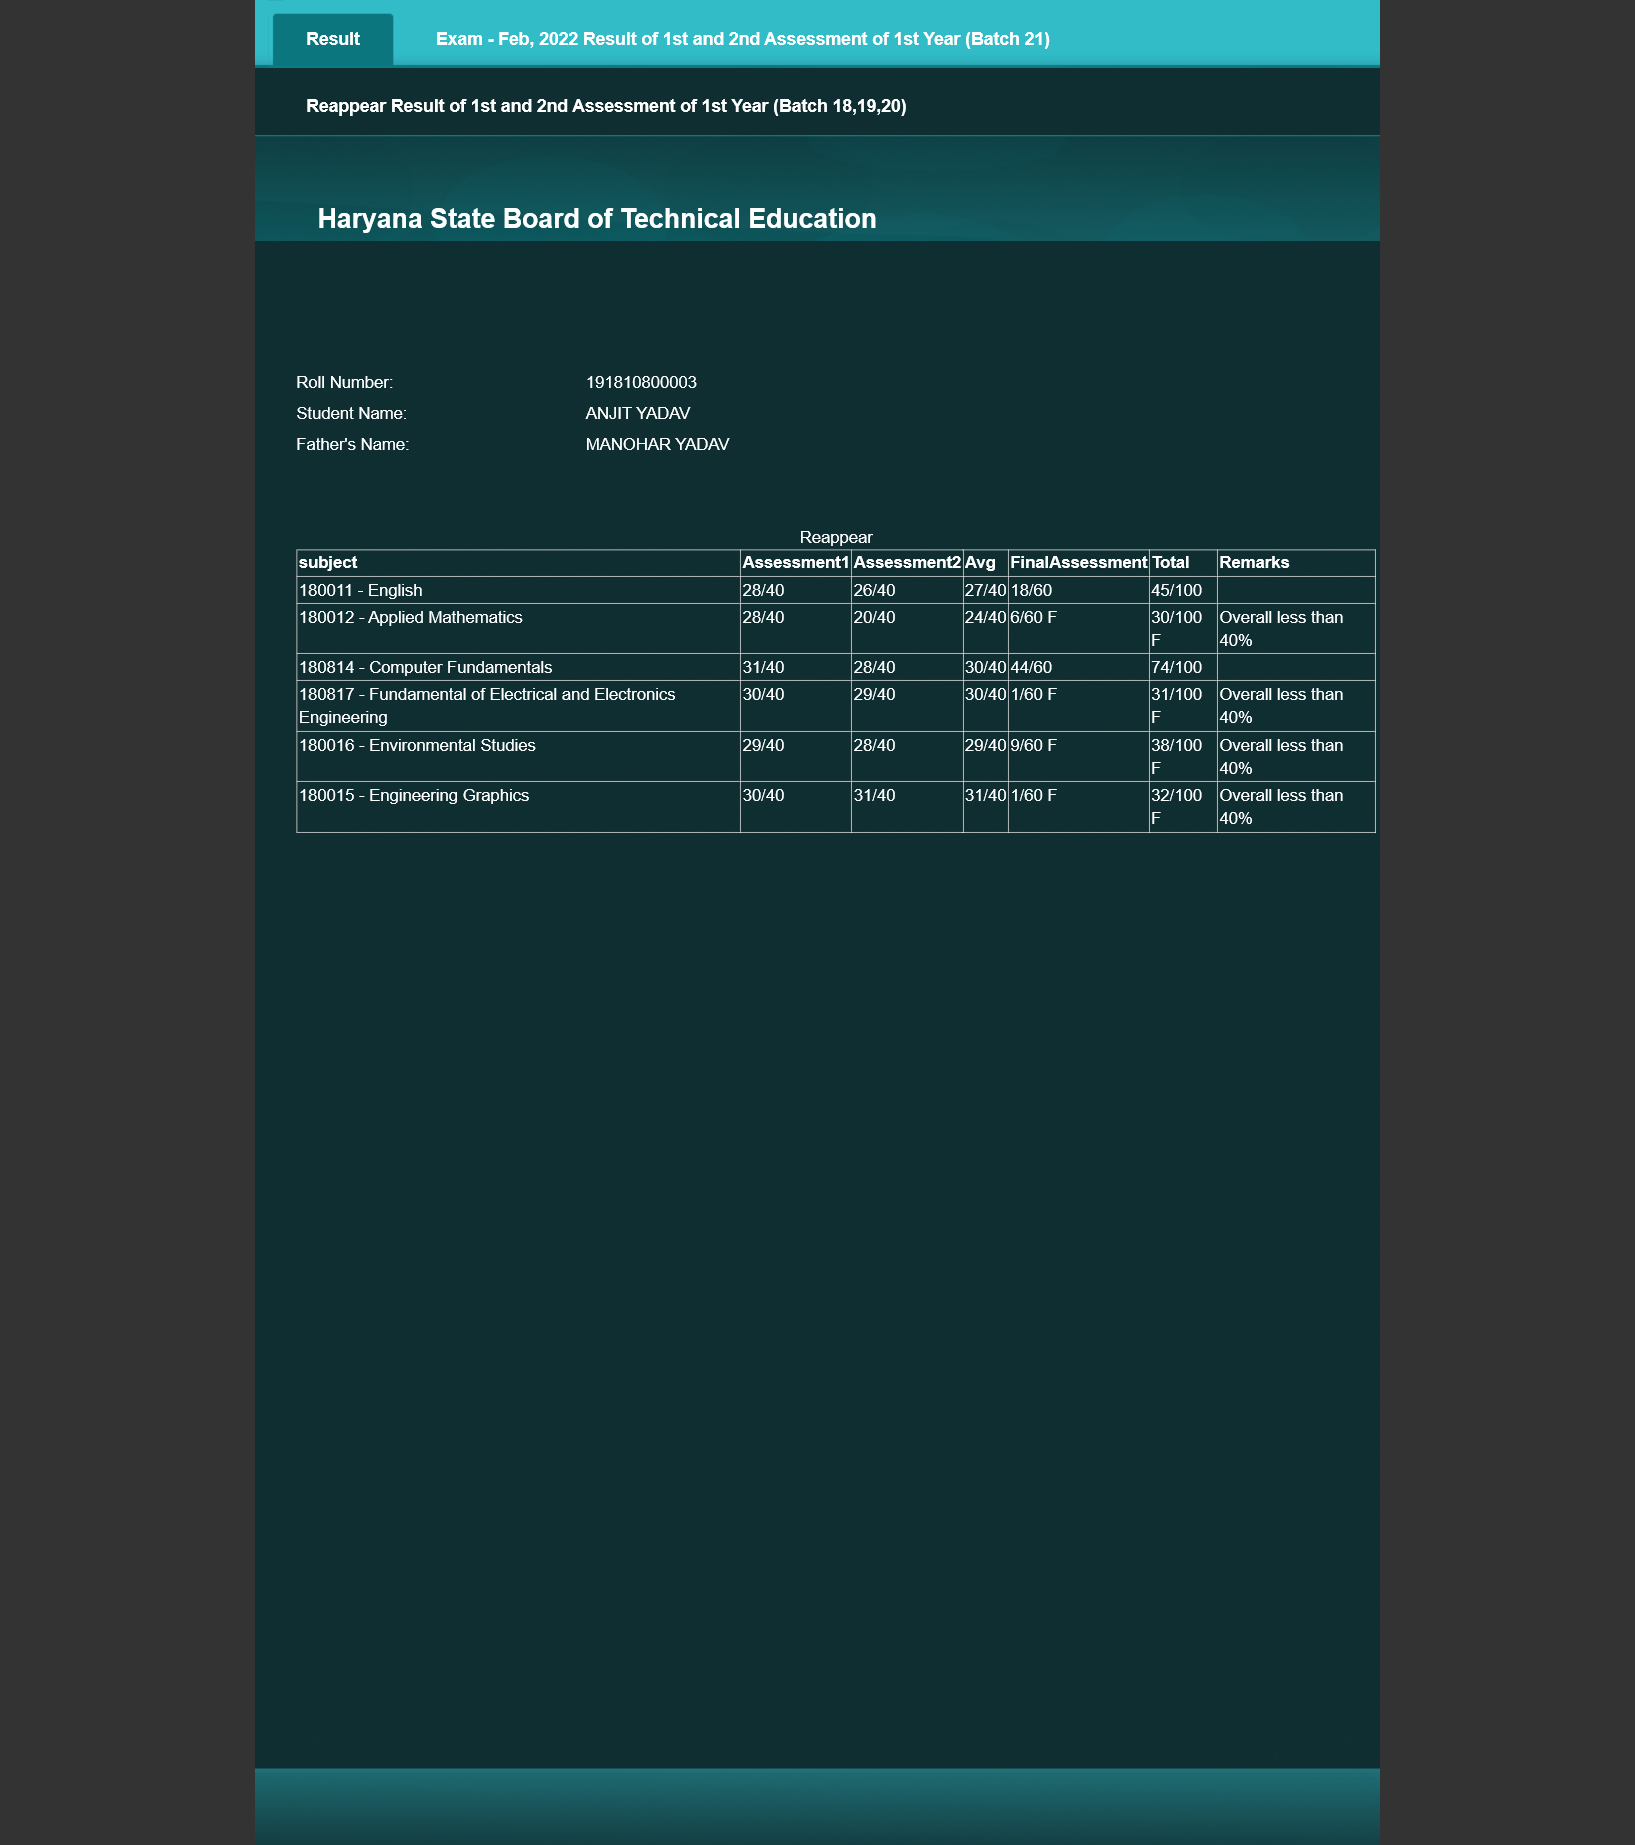 Result Exam - Feb, 2022 Result of 1st and 2nd Assessment of 1st Year (Batch 21)
Reappear Result of 1st and 2nd Assessment of 1st Year (Batch 18,19,20)
Haryana State Board of Technical Education
Roll Number: 191810800003
Student Name: ANJIT YADAV
Father's Name: MANOHAR YADAV
Reappear
subject Assessment1 Assessment2 Avg FinalAssessment Total Remarks
180011 - English 28/40 26/40 27/40 18/60 45/100
180012 - Applied Mathematics 28/40 20/40 24/40 6/60 F 30/100 Overall less than
F 40%
180814 - Computer Fundamentals 31/40 28/40 30/40 44/60 74/100
180817 - Fundamental of Electrical and Electronics 30/40 29/40 30/40 1/60 F 31/100 Overall less than
Engineering F 40%
180016 - Environmental Studies 29/40 28/40 29/40 9/60 F 38/100 Overall less than
F 40%
180015 - Engineering Graphics 30/40 31/40 31/40 1/60 F 32/100 Overall less than
F 40%